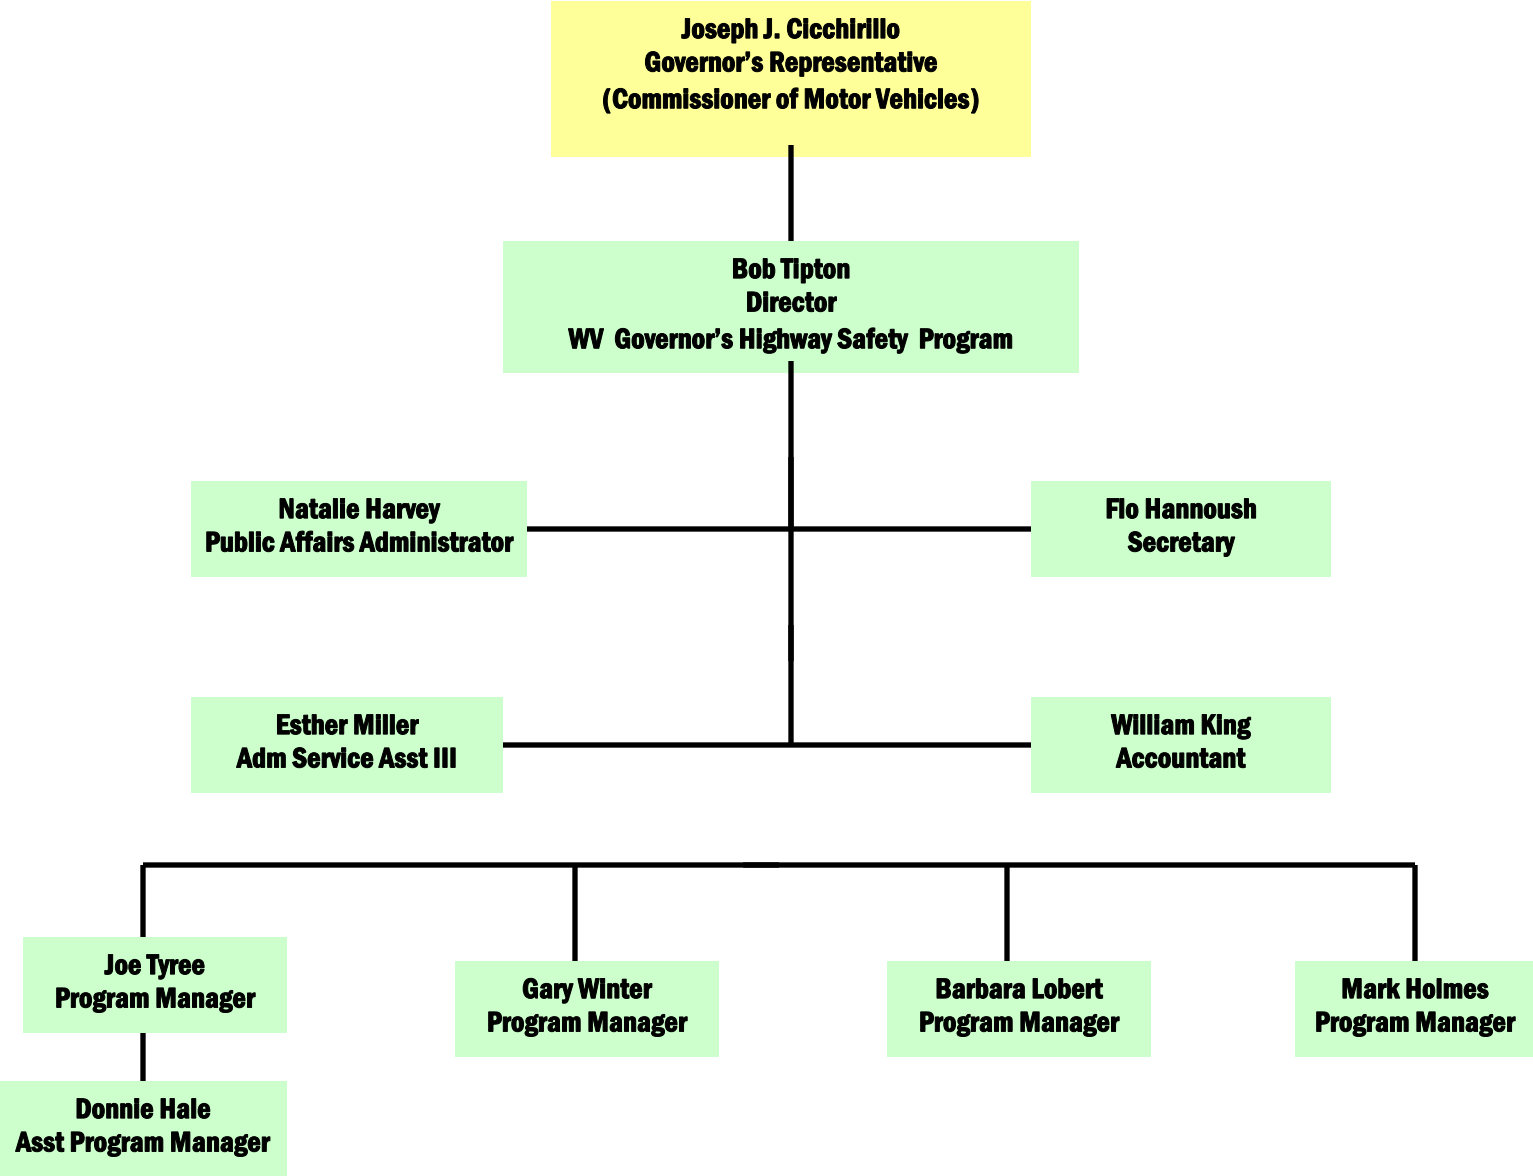 Joseph J. Cicchirillo
Governor’s Representative
(Commissioner of Motor Vehicles)
Bob Tipton
Director
WV Governor’s Highway Safety Program
Natalie Harvey
Public Affairs Administrator
Flo Hannoush
Secretary
Esther Miller
Adm Service Asst III
William King
Accountant
Joe Tyree
Program Manager
Gary Winter
Program Manager
Barbara Lobert
Program Manager
Mark Holmes
Program Manager
Donnie Hale
Asst Program Manager